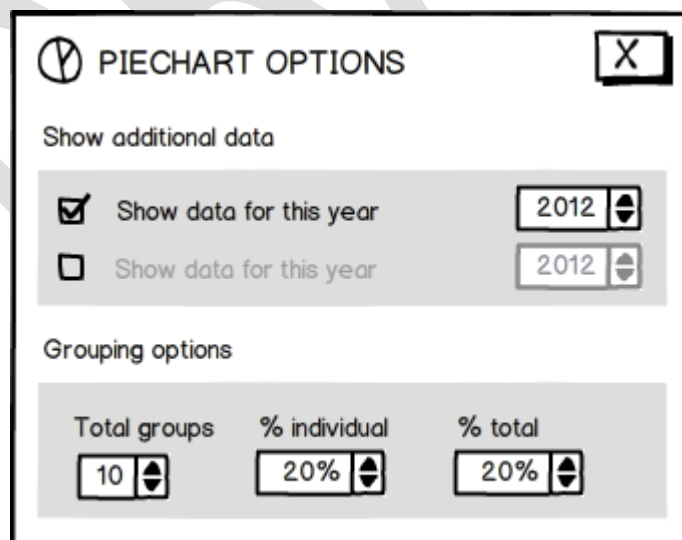 PIECHART OPTIONS X
Show additional data
Show data for this year 2012
Show data for this year 2012
Grouping options
Total groups % individual % total
10 20% 20%